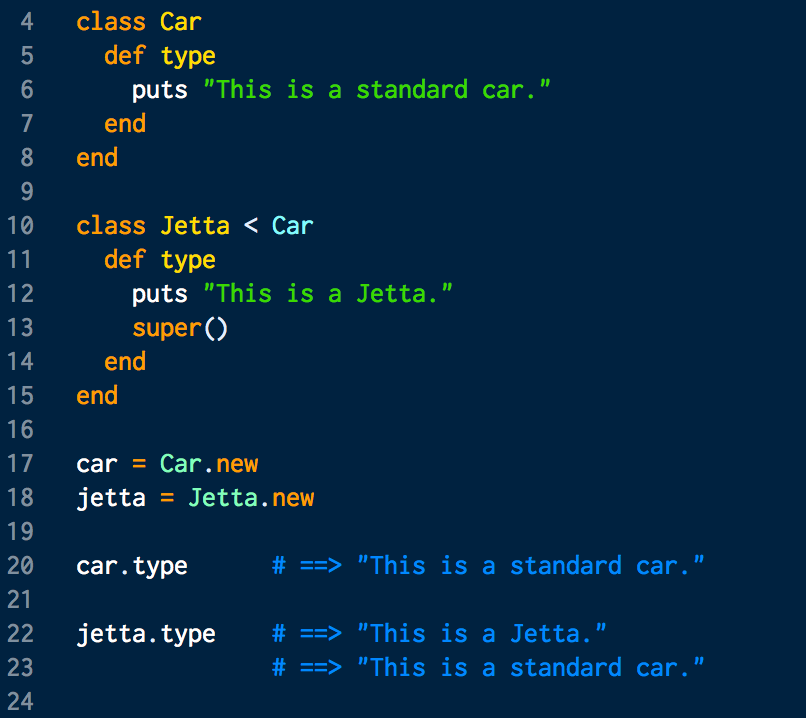 4 class Car
5   def type
6     puts "This is a standard car."
7   end
8 end
9
10 class Jetta < Car
11   def type
12     puts "This is a Jetta."
13     super()
14   end
15 end
16
17 car = Car.new
18 jetta = Jetta.new
19
20 car.type      # ==> "This is a standard car."
21
22 jetta.type    # ==> "This is a Jetta."
23               # ==> "This is a standard car."
24